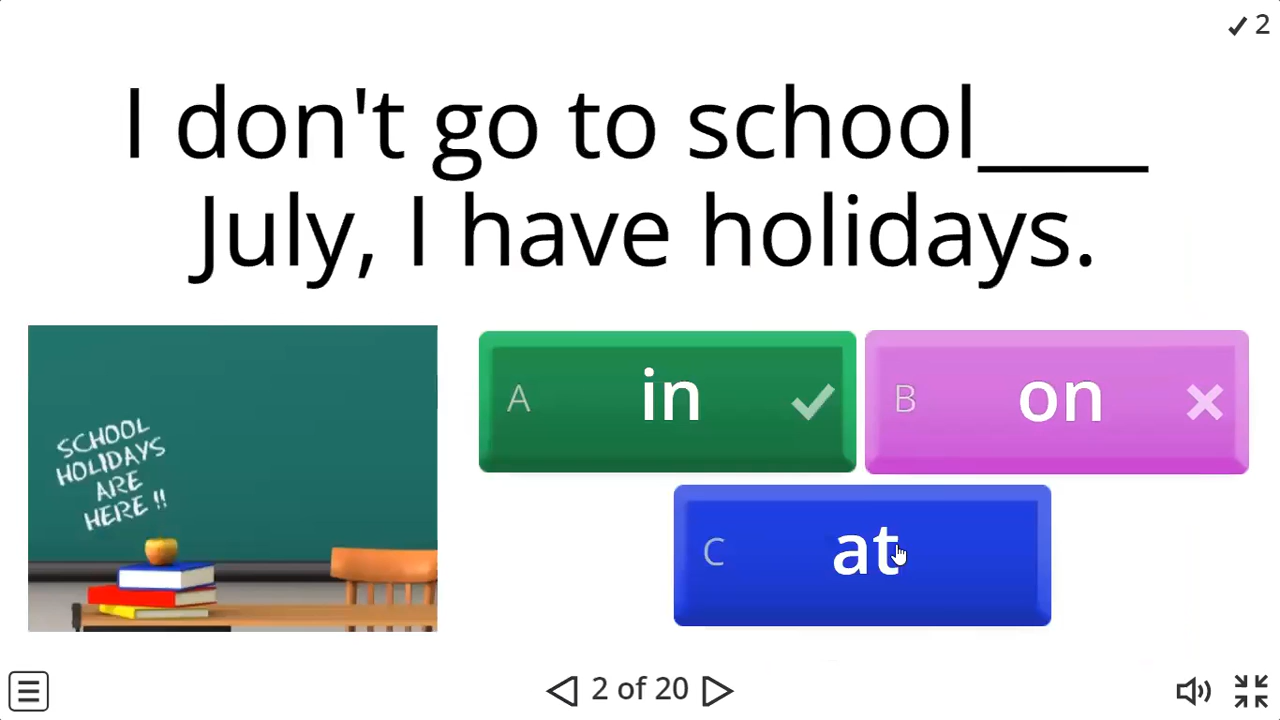 ✓ 2
I don't go to school____
July, I have holidays.
SCHOOL
HOLIDAYS
ARE
HERE !!
A in
B on
C at
2 of 20